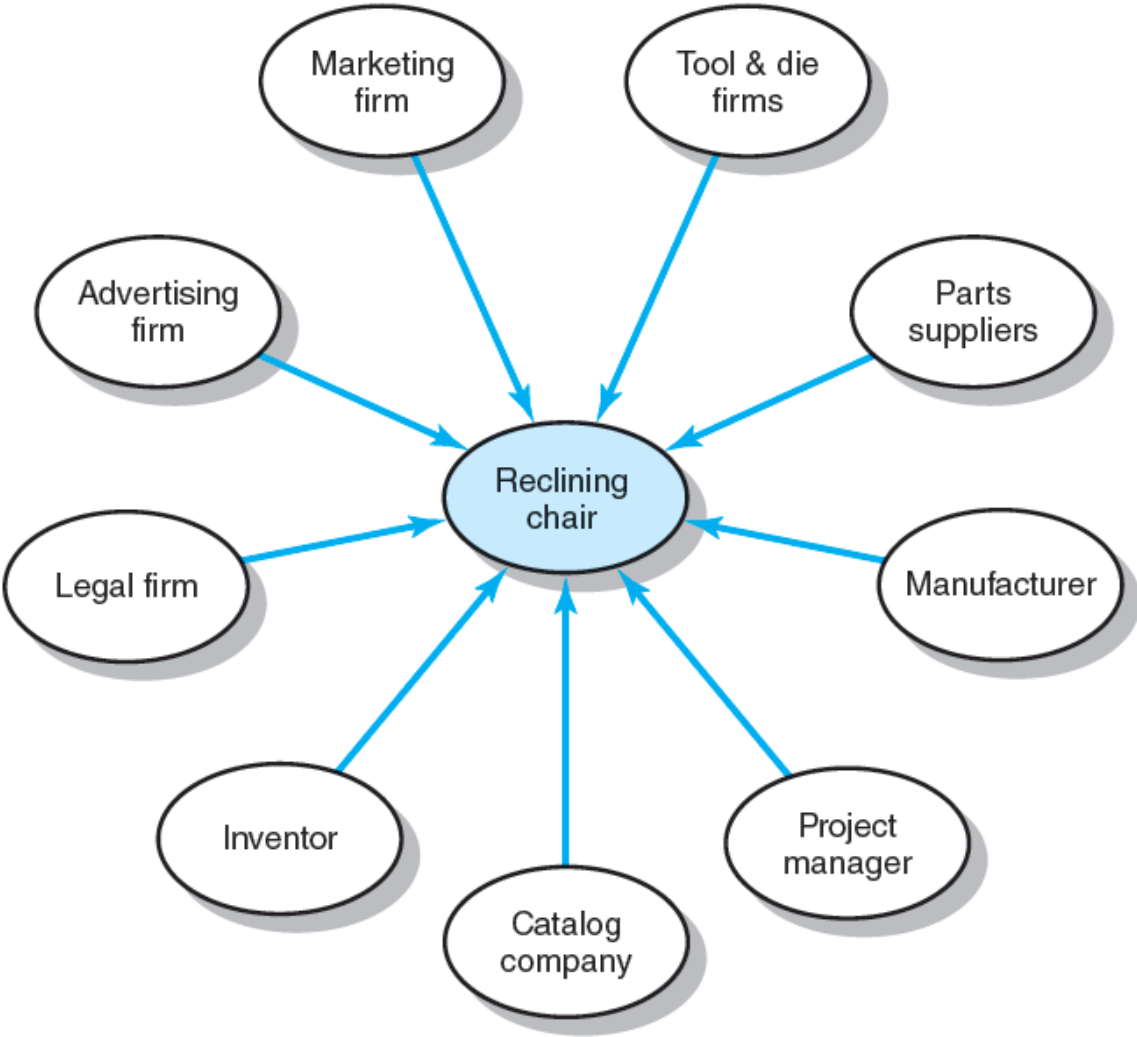 Marketing
firm
Tool & die
firms
Advertising
firm
Parts
suppliers
Reclining
chair
Legal firm
Manufacturer
Inventor
Project
manager
Catalog
company